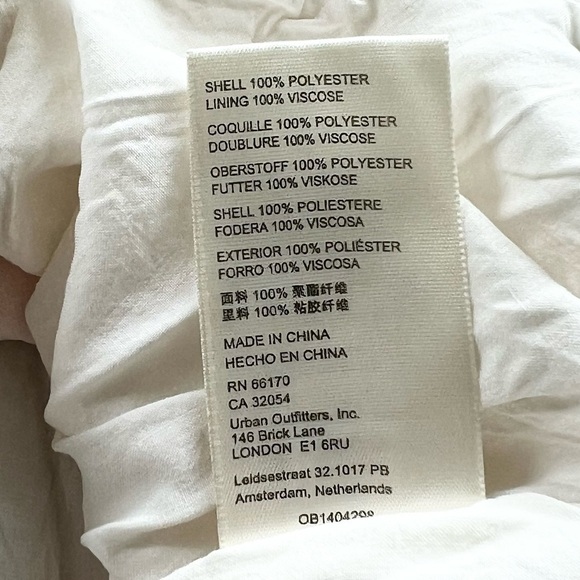 SHELL 100% POLYESTER
LINING 100% VISCOSE
COQUILLE 100% POLYESTER
DOUBLURE 100% VISCOSE
OBERSTOFF 100% POLYESTER
FUTTER 100% VISKOSE
SHELL 100% POLIESTERE
FODERA 100% VISCOSA
EXTERIOR 100% POLIÉSTER
FORRO 100% VISCOSA
面料 100% 聚酯纤维
里料 100% 粘胶纤维
MADE IN CHINA
HECHO EN CHINA
RN 66170
CA 32054
Urban Outfitters, Inc.
146 Brick Lane
LONDON E1 6RU
Leidsestraat 32.1017 PB
Amsterdam, Netherlands
OB1404298